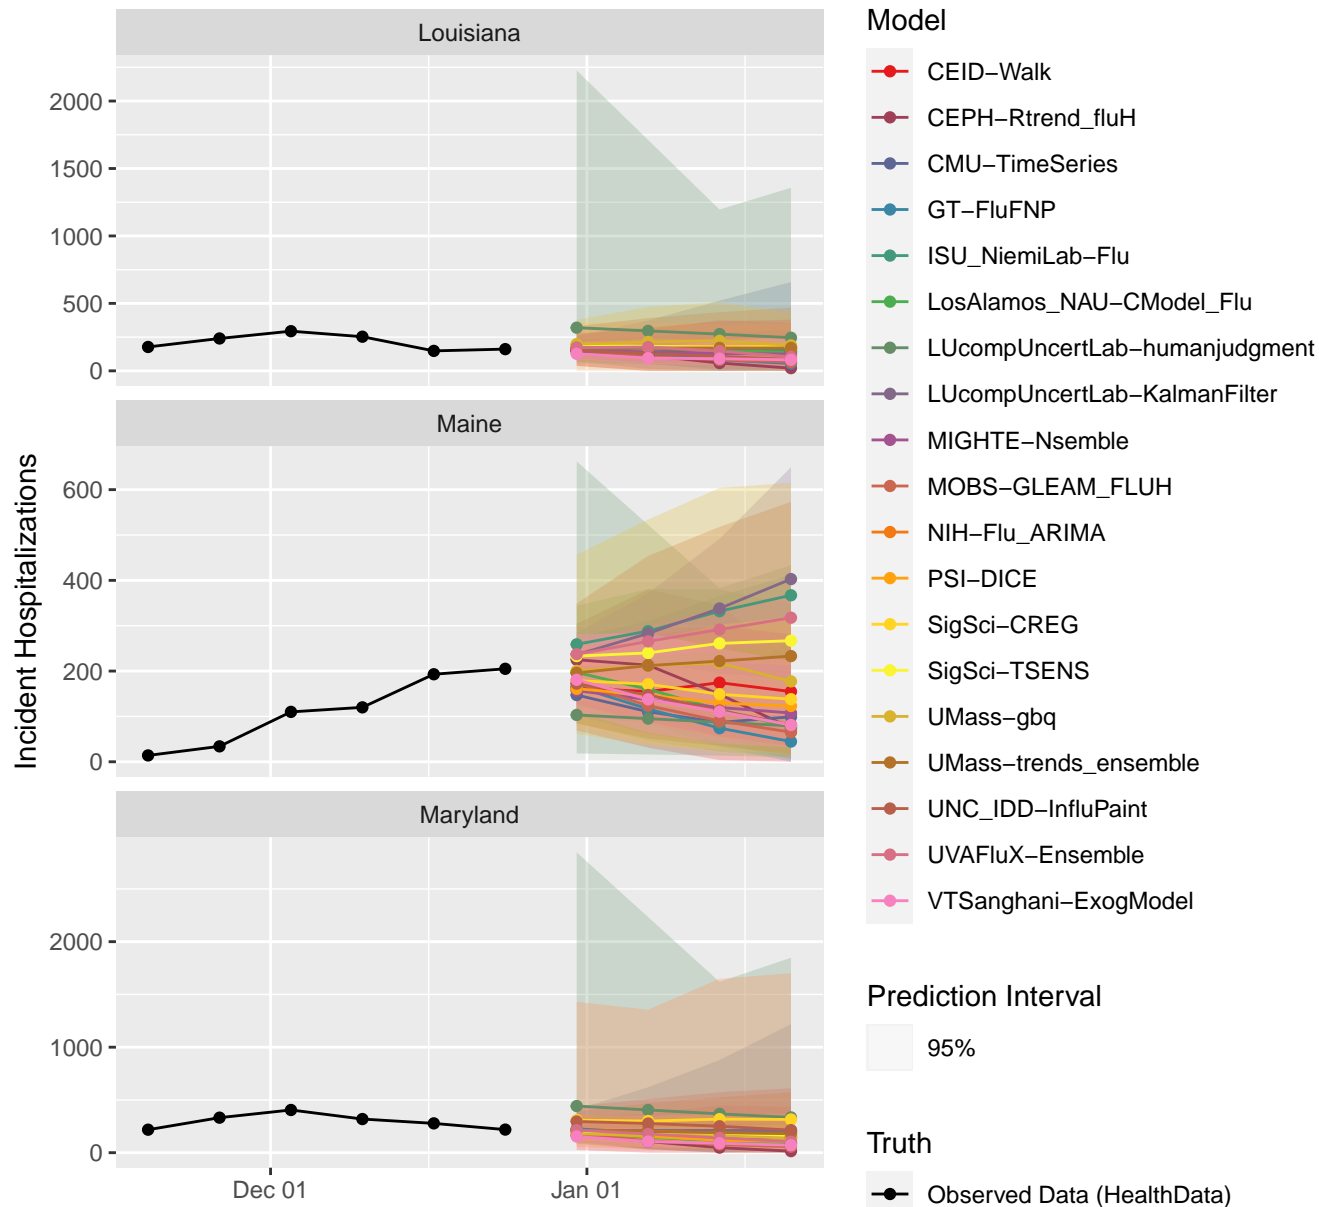 Louisiana
2000
1500
1000
500
0
Maine
600
400
200
0
Maryland
2000
1000
0
Dec 01
Jan 01
Incident Hospitalizations
Model
CEID−Walk
CEPH−Rtrend_fluH
CMU−TimeSeries
GT−FluFNP
ISU_NiemiLab−Flu
LosAlamos_NAU−CModel_Flu
LUcompUncertLab−humanjudgment
LUcompUncertLab−KalmanFilter
MIGHTE−Nsemble
MOBS−GLEAM_FLUH
NIH−Flu_ARIMA
PSI−DICE
SigSci−CREG
SigSci−TSENS
UMass−gbq
UMass−trends_ensemble
UNC_IDD−InfluPaint
UVAFluX−Ensemble
VTSanghani−ExogModel
Prediction Interval
95%
Truth
Observed Data (HealthData)